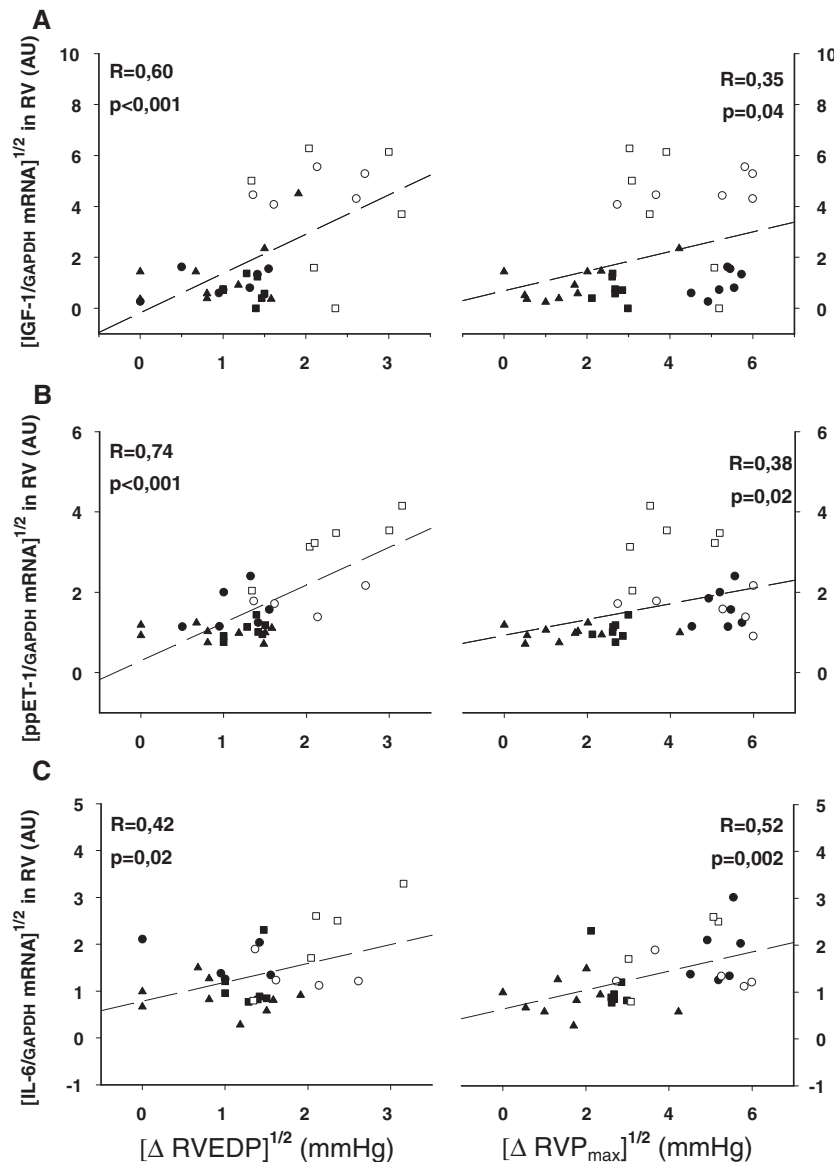 A
[IGF-1/GAPDH mRNA]1/2 in RV (AU)
10
8
6
4
2
0
R=0,60
p<0,001
0 1 2 3
R=0,35
p=0,04
10
8
6
4
2
0
0 2 4 6
B
[ppET-1/GAPDH mRNA]1/2 in RV (AU)
6
4
2
0
R=0,74
p<0,001
0 1 2 3
R=0,38
p=0,02
6
4
2
0
0 2 4 6
C
[IL-6/GAPDH mRNA]1/2 in RV (AU)
5
4
3
2
1
0
-1
R=0,42
p=0,02
0 1 2 3
[Δ RVEDP]1/2 (mmHg)
R=0,52
p=0,002
5
4
3
2
1
0
-1
0 2 4 6
[Δ RVPmax]1/2 (mmHg)